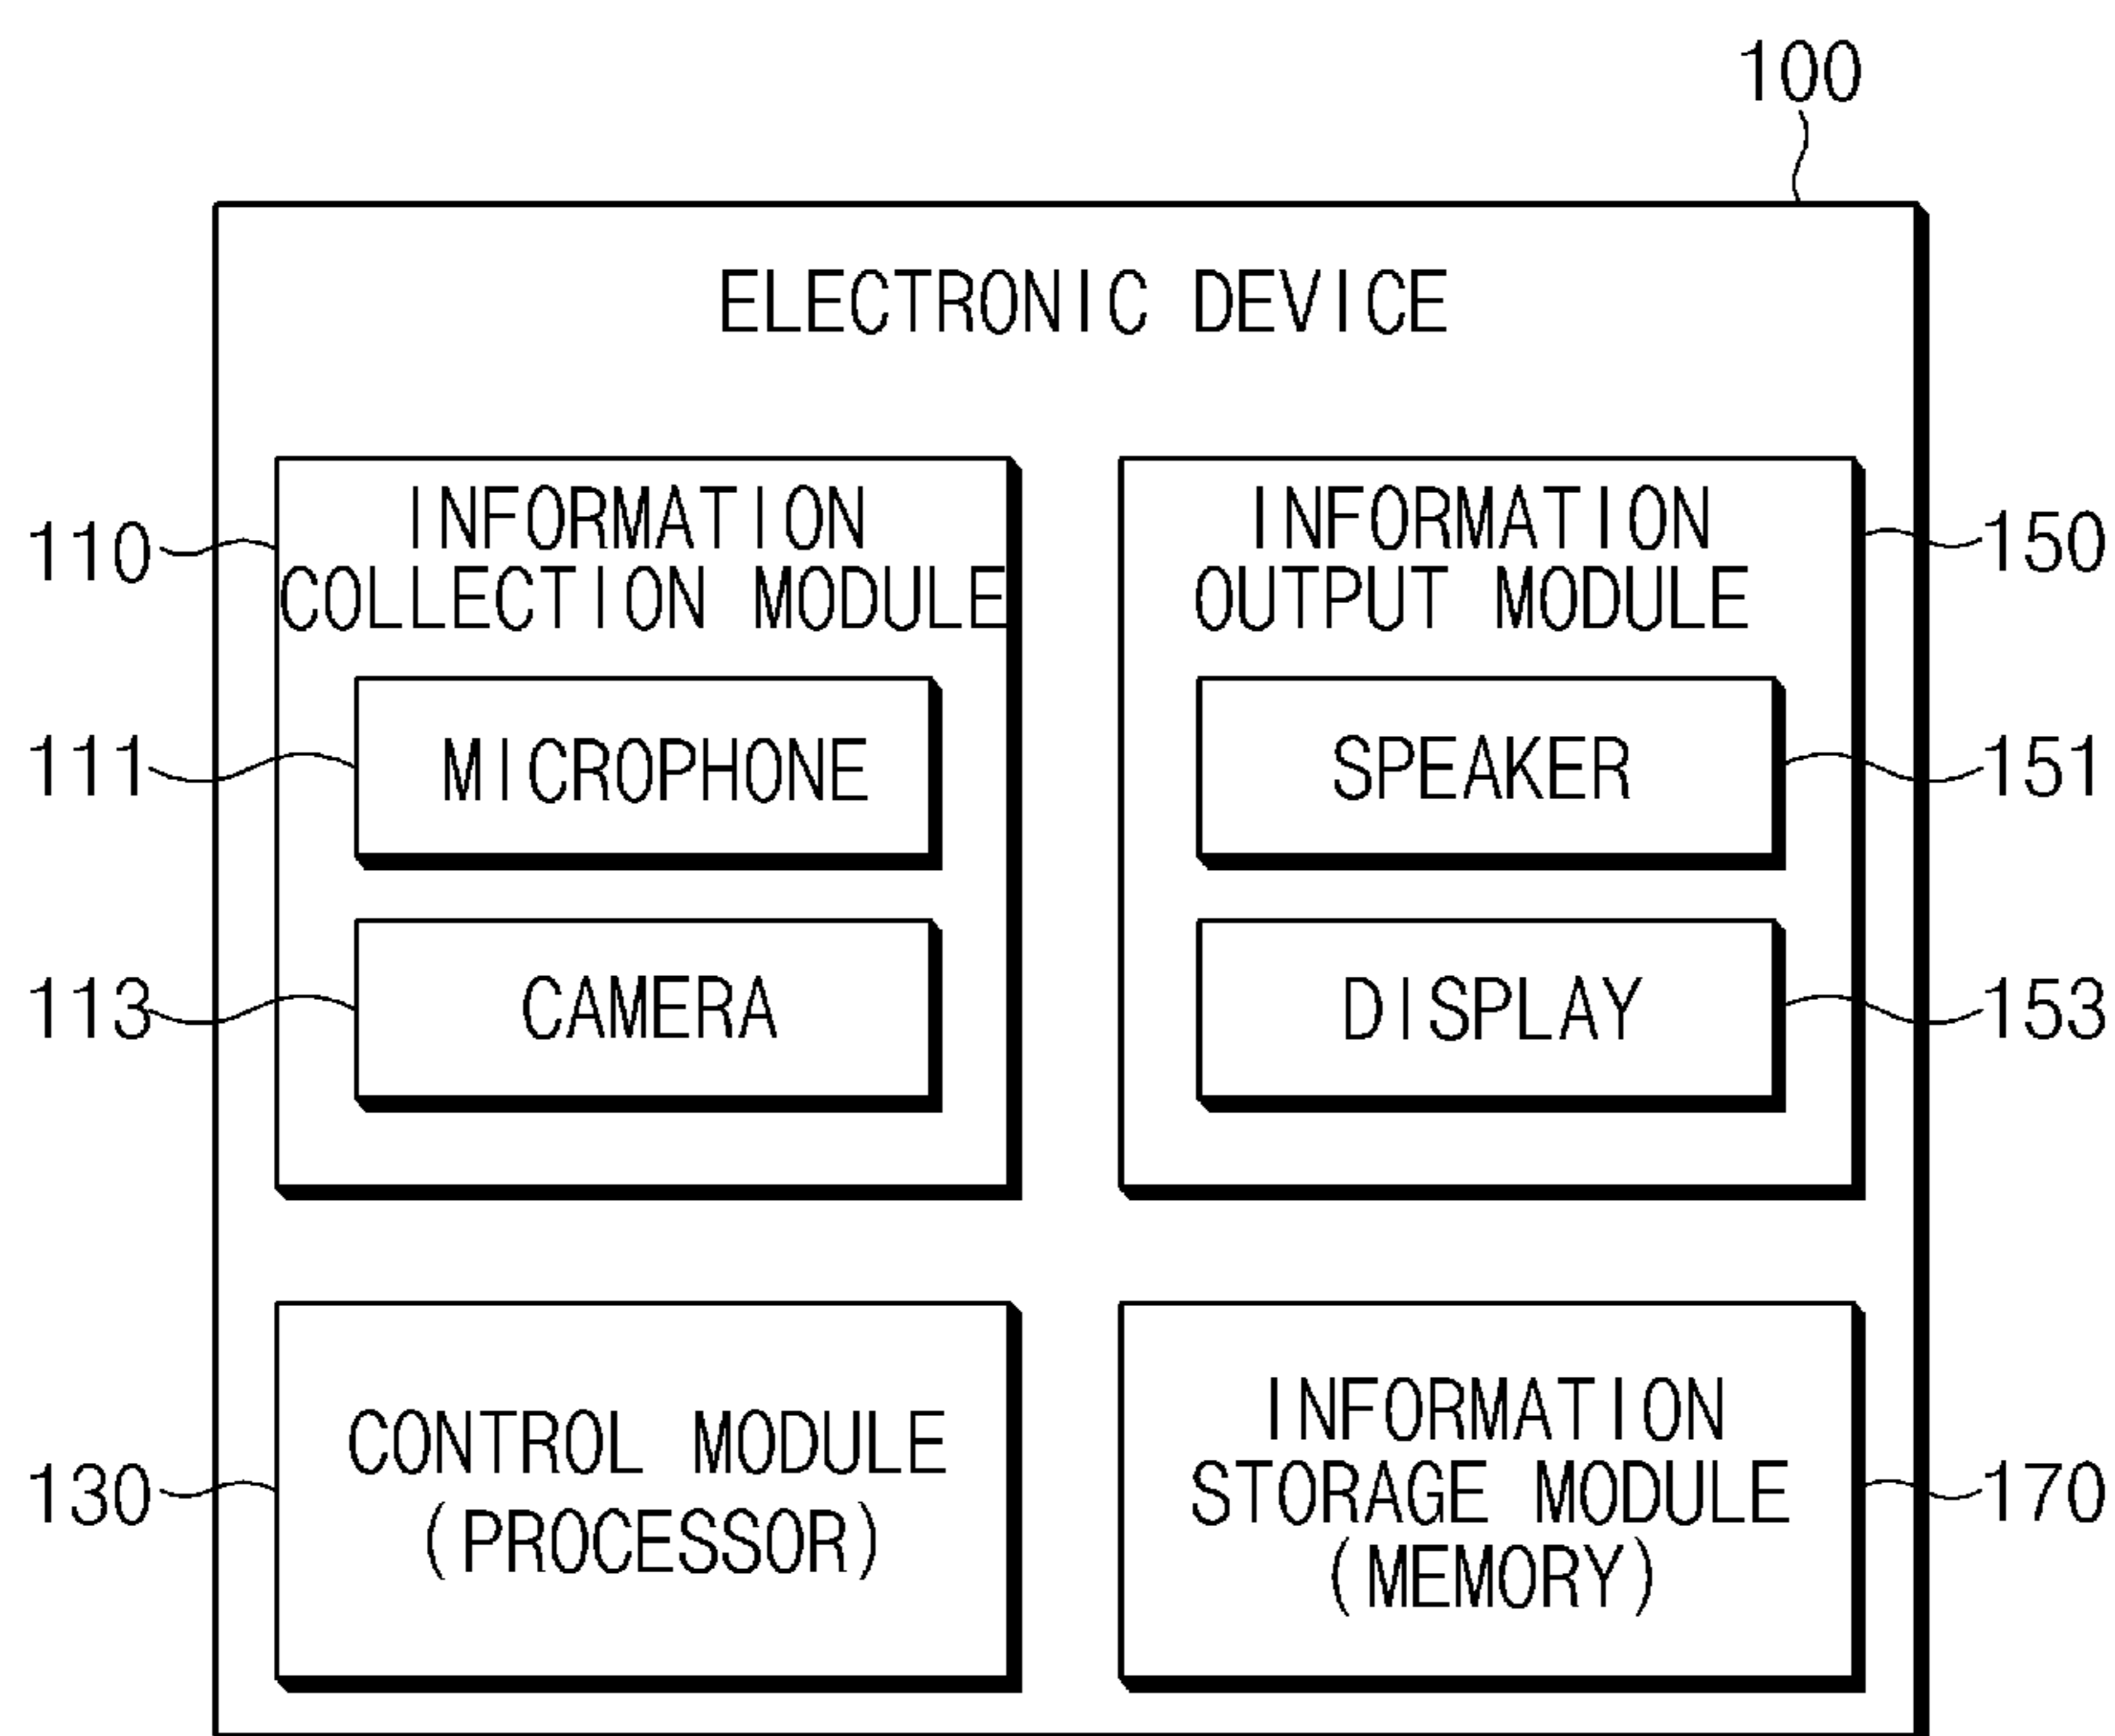 100
ELECTRONIC DEVICE
110
INFORMATION
COLLECTION MODULE
111
MICROPHONE
113
CAMERA
INFORMATION
OUTPUT MODULE
150
SPEAKER
151
DISPLAY
153
130
CONTROL MODULE
(PROCESSOR)
INFORMATION
STORAGE MODULE
(MEMORY)
170